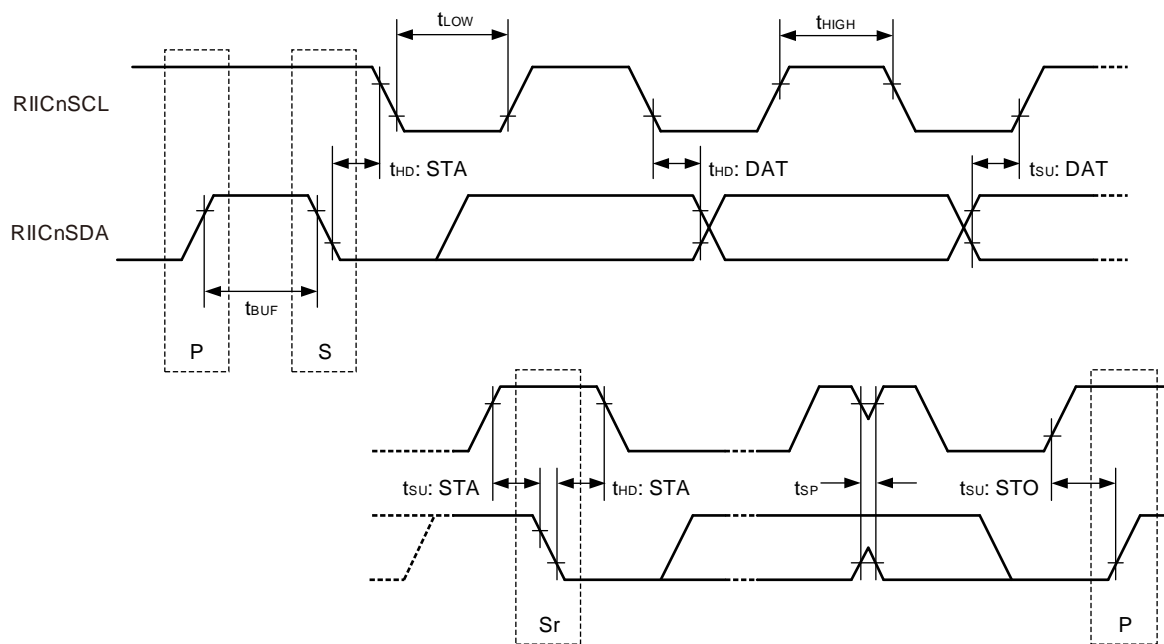 tLOW
tHIGH
RIICnSCL
tHD: STA
tHD: DAT
tSU: DAT
RIICnSDA
tBUF
P
S
tSU: STA
tHD: STA
tSP
tSU: STO
Sr
P